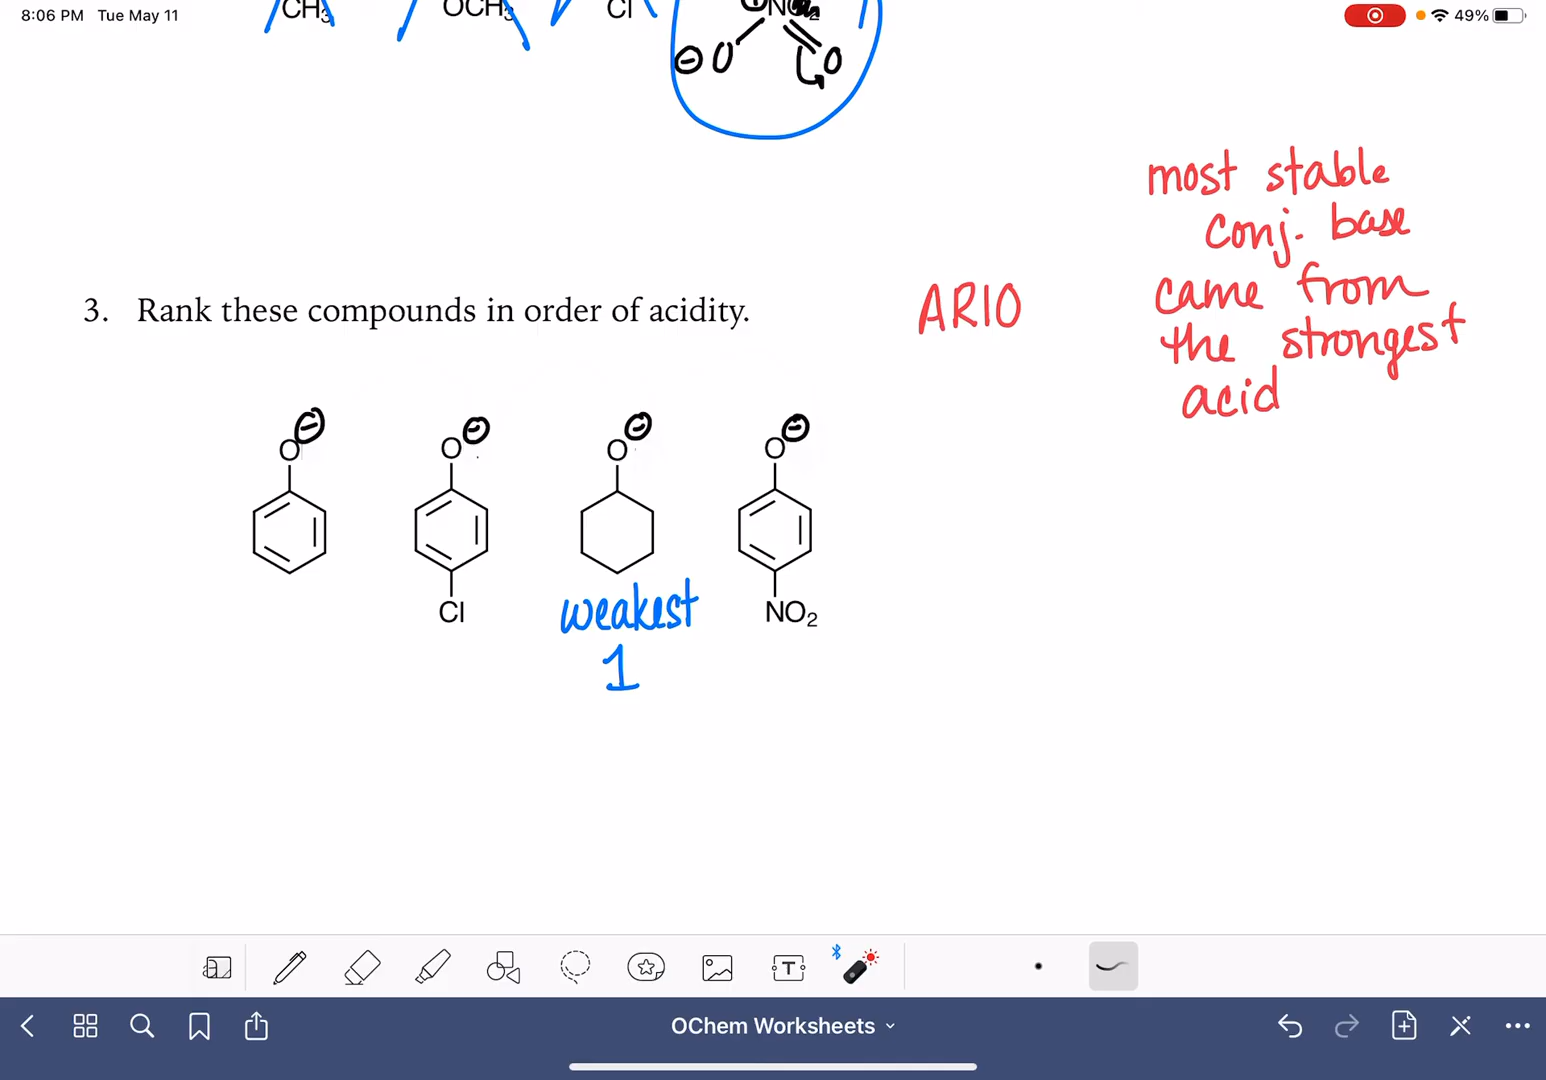 8:06 PM Tue May 11
49%
CH3
OCH3
Cl
⊖ O
O
most stable
conj. base
came from
the strongest
acid
3. Rank these compounds in order of acidity.
ARIO
O⊖ O⊖ O⊖ O⊖
Cl
NO2
weakest
1
T
OChem Worksheets